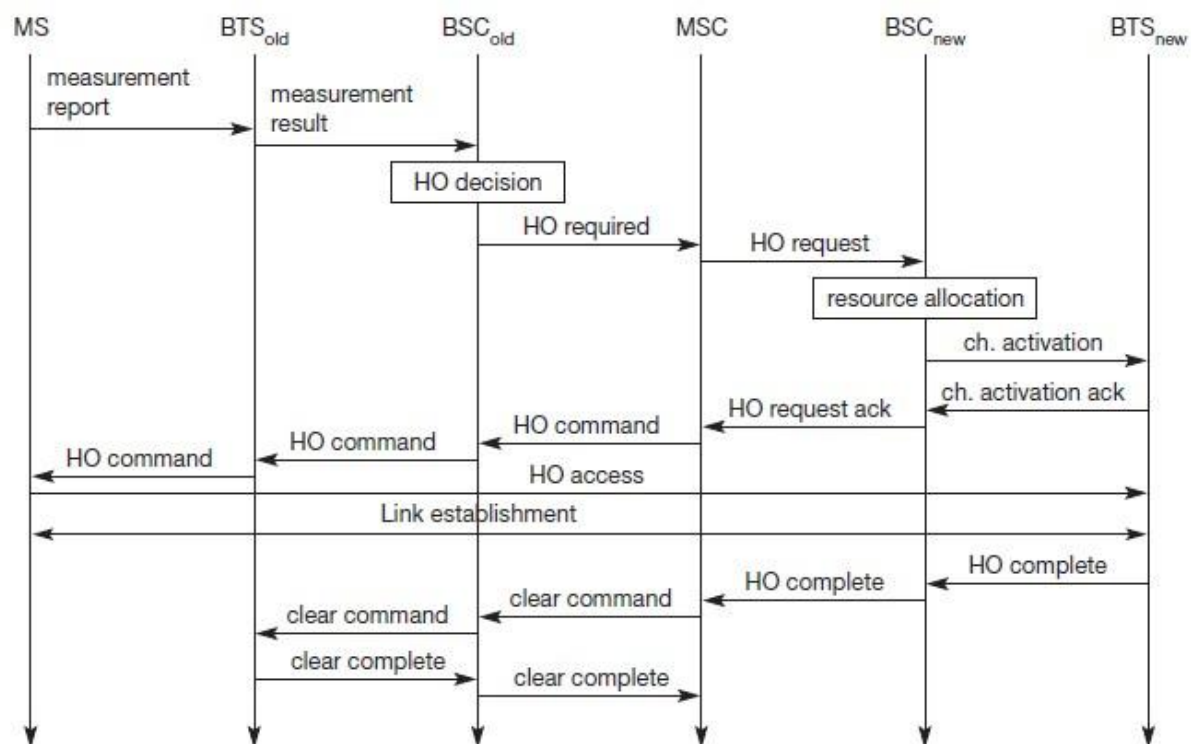 MS BTSold BSCold MSC BSCnew BTSnew
measurement
report
measurement
result
HO decision
HO required
HO request
resource allocation
ch. activation
ch. activation ack
HO request ack
HO command
HO command
HO command
HO access
Link establishment
HO complete
HO complete
clear command
clear command
clear complete
clear complete